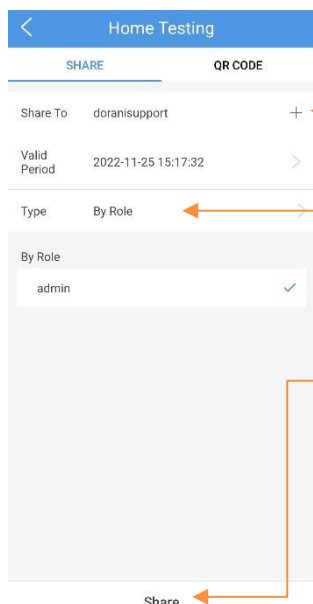 Home Testing
SHARE QR CODE
Share To doranisupport +
Valid
Period 2022-11-25 15:17:32
Type By Role
By Role
admin
Share